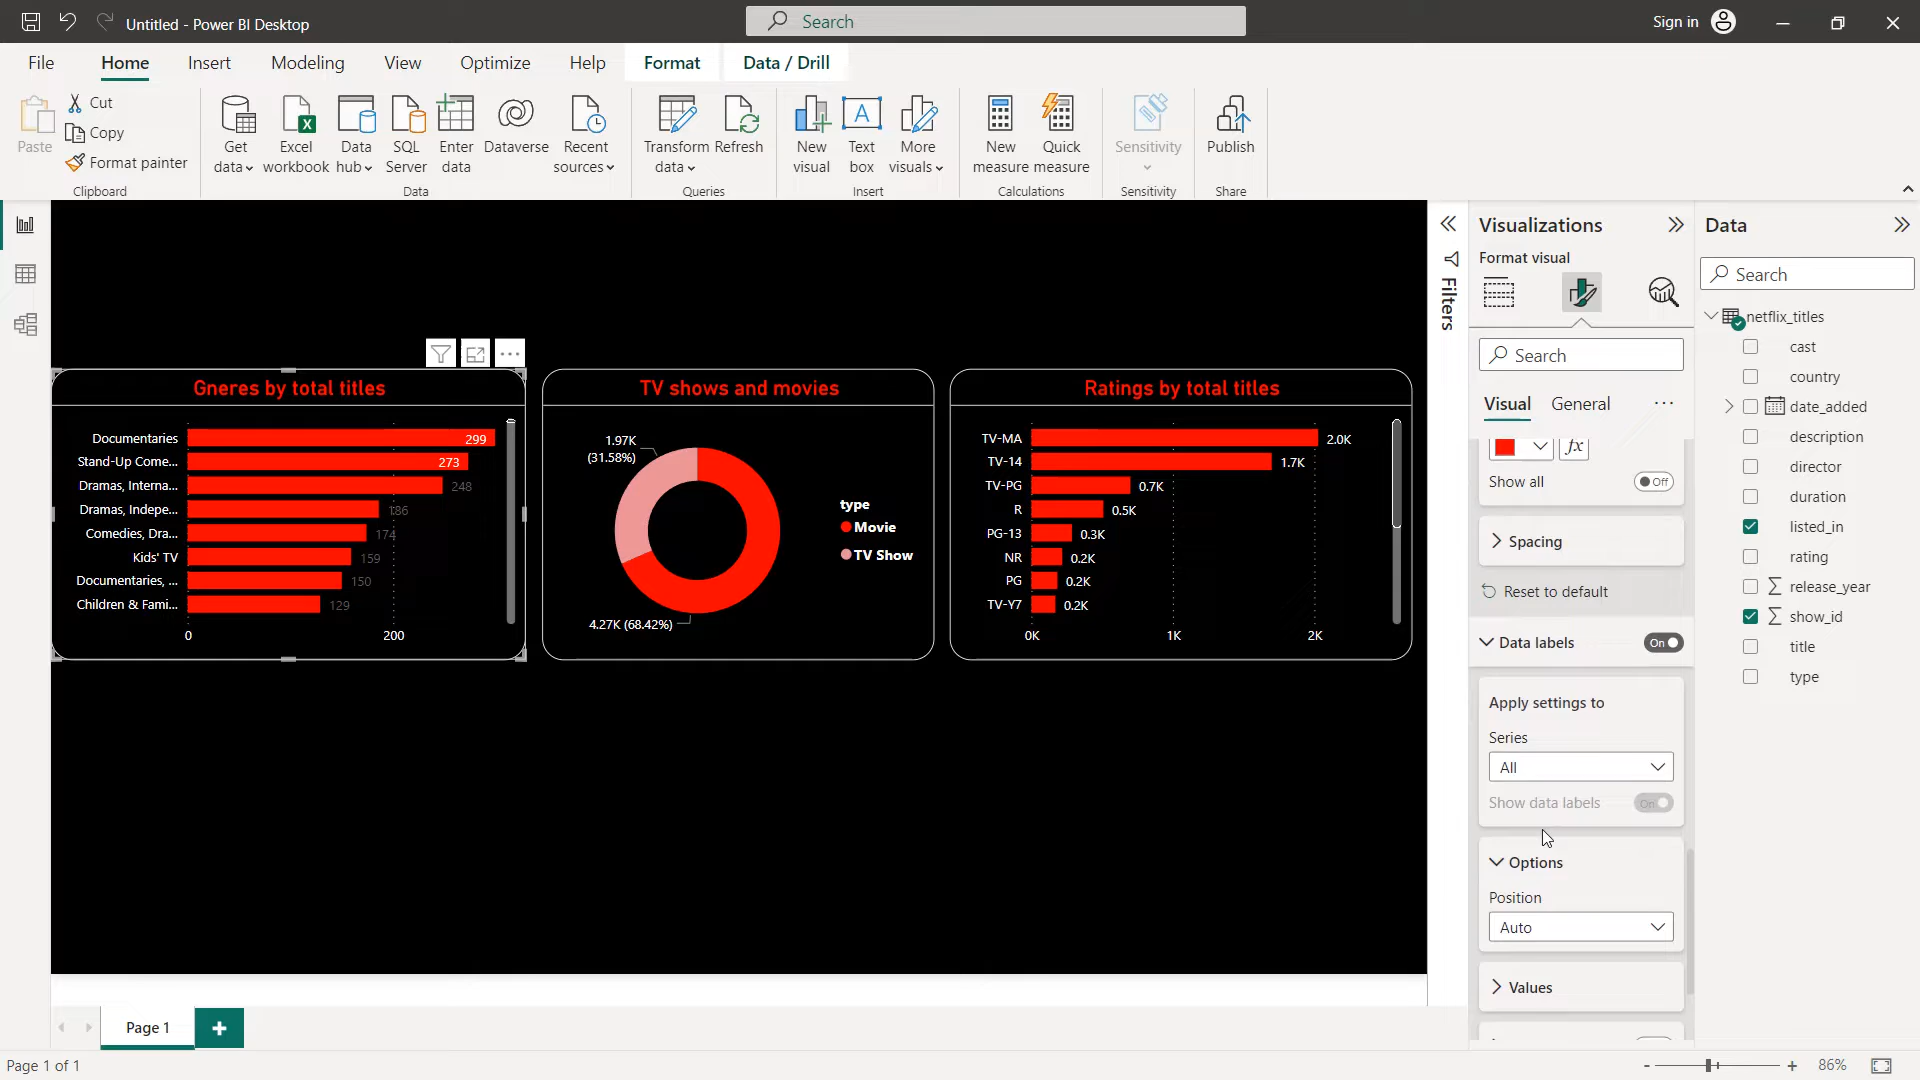 Untitled - Power BI Desktop
Search
Sign in
File
Home
Insert
Modeling
View
Optimize
Help
Format
Data / Drill
Paste
Cut
Copy
Format painter
Clipboard
Get data
Excel workbook
Data hub
SQL Server
Enter data
Dataverse
Recent sources
Data
Transform data
Refresh
Queries
New visual
Text box
More visuals
Insert
New measure
Quick measure
Calculations
Sensitivity
Sensitivity
Publish
Share
Gneres by total titles
Documentaries
299
Stand-Up Come...
273
Dramas, Interna...
248
Dramas, Indepe...
186
Comedies, Dra...
174
Kids' TV
159
Documentaries, ...
150
Children & Fami...
129
0
200
TV shows and movies
1.97K
(31.58%)
4.27K (68.42%)
type
Movie
TV Show
Ratings by total titles
TV-MA
2.0K
TV-14
1.7K
TV-PG
0.7K
R
0.5K
PG-13
0.3K
NR
0.2K
PG
0.2K
TV-Y7
0.2K
0K
1K
2K
Filters
Visualizations
Format visual
Search
Visual
General
fx
Show all
Off
Spacing
Reset to default
Data labels
On
Apply settings to
Series
All
Show data labels
On
Options
Position
Auto
Values
Data
Search
netflix_titles
cast
country
date_added
description
director
duration
listed_in
rating
release_year
show_id
title
type
Page 1
Page 1 of 1
86%